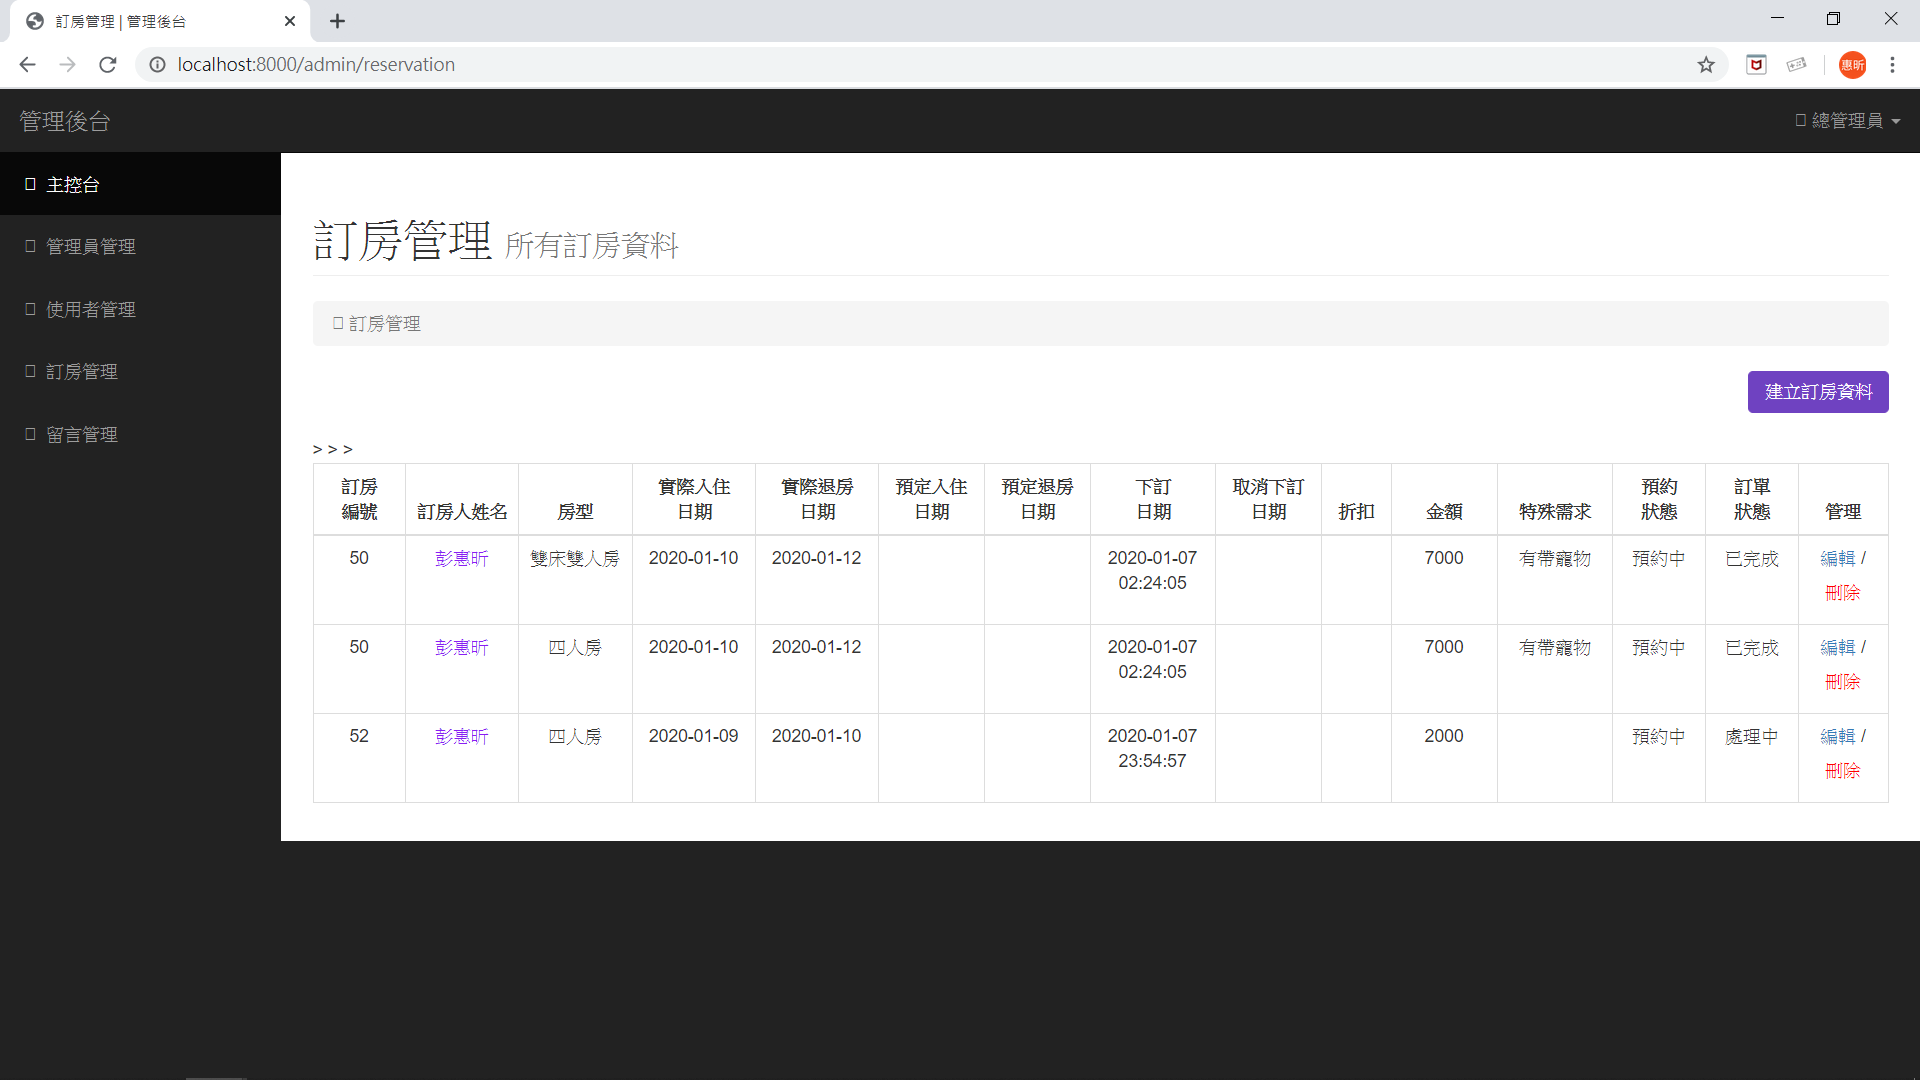 訂房管理 | 管理後台
localhost:8000/admin/reservation
惠昕
管理後台
總管理員
主控台
管理員管理
使用者管理
訂房管理
留言管理
訂房管理 所有訂房資料
訂房管理
建立訂房資料
> > >
訂房編號 訂房人姓名 房型 實際入住日期 實際退房日期 預定入住日期 預定退房日期 下訂日期 取消下訂日期 折扣 金額 特殊需求 預約狀態 訂單狀態 管理
50 彭惠昕 雙床雙人房 2020-01-10 2020-01-12 2020-01-07 02:24:05 7000 有帶寵物 預約中 已完成 編輯 / 刪除
50 彭惠昕 四人房 2020-01-10 2020-01-12 2020-01-07 02:24:05 7000 有帶寵物 預約中 已完成 編輯 / 刪除
52 彭惠昕 四人房 2020-01-09 2020-01-10 2020-01-07 23:54:57 2000 預約中 處理中 編輯 / 刪除